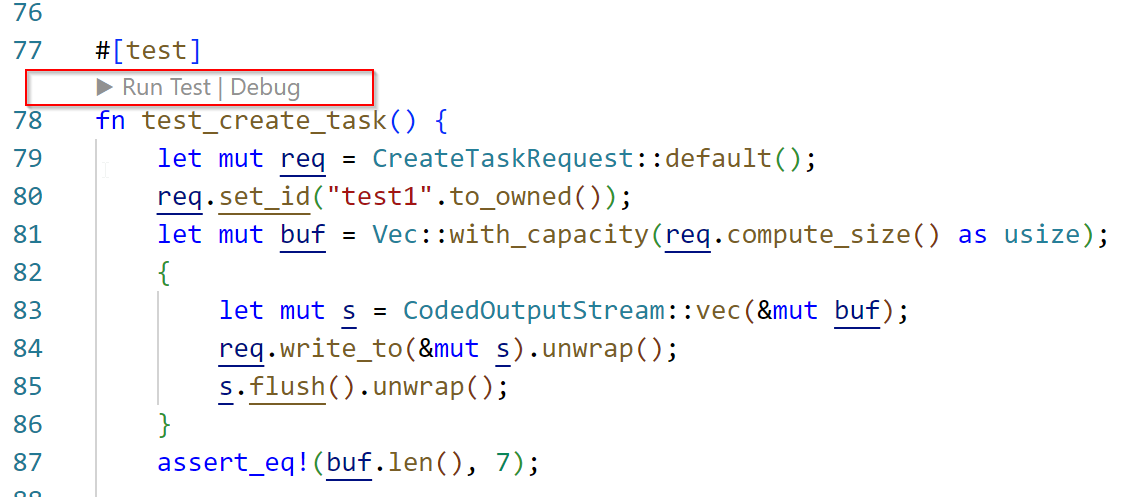 76
77 #[test]
▶ Run Test | Debug
78 fn test_create_task() {
79 let mut req = CreateTaskRequest::default();
80 req.set_id("test1".to_owned());
81 let mut buf = Vec::with_capacity(req.compute_size() as usize);
82 {
83 let mut s = CodedOutputStream::vec(&mut buf);
84 req.write_to(&mut s).unwrap();
85 s.flush().unwrap();
86 }
87 assert_eq!(buf.len(), 7);